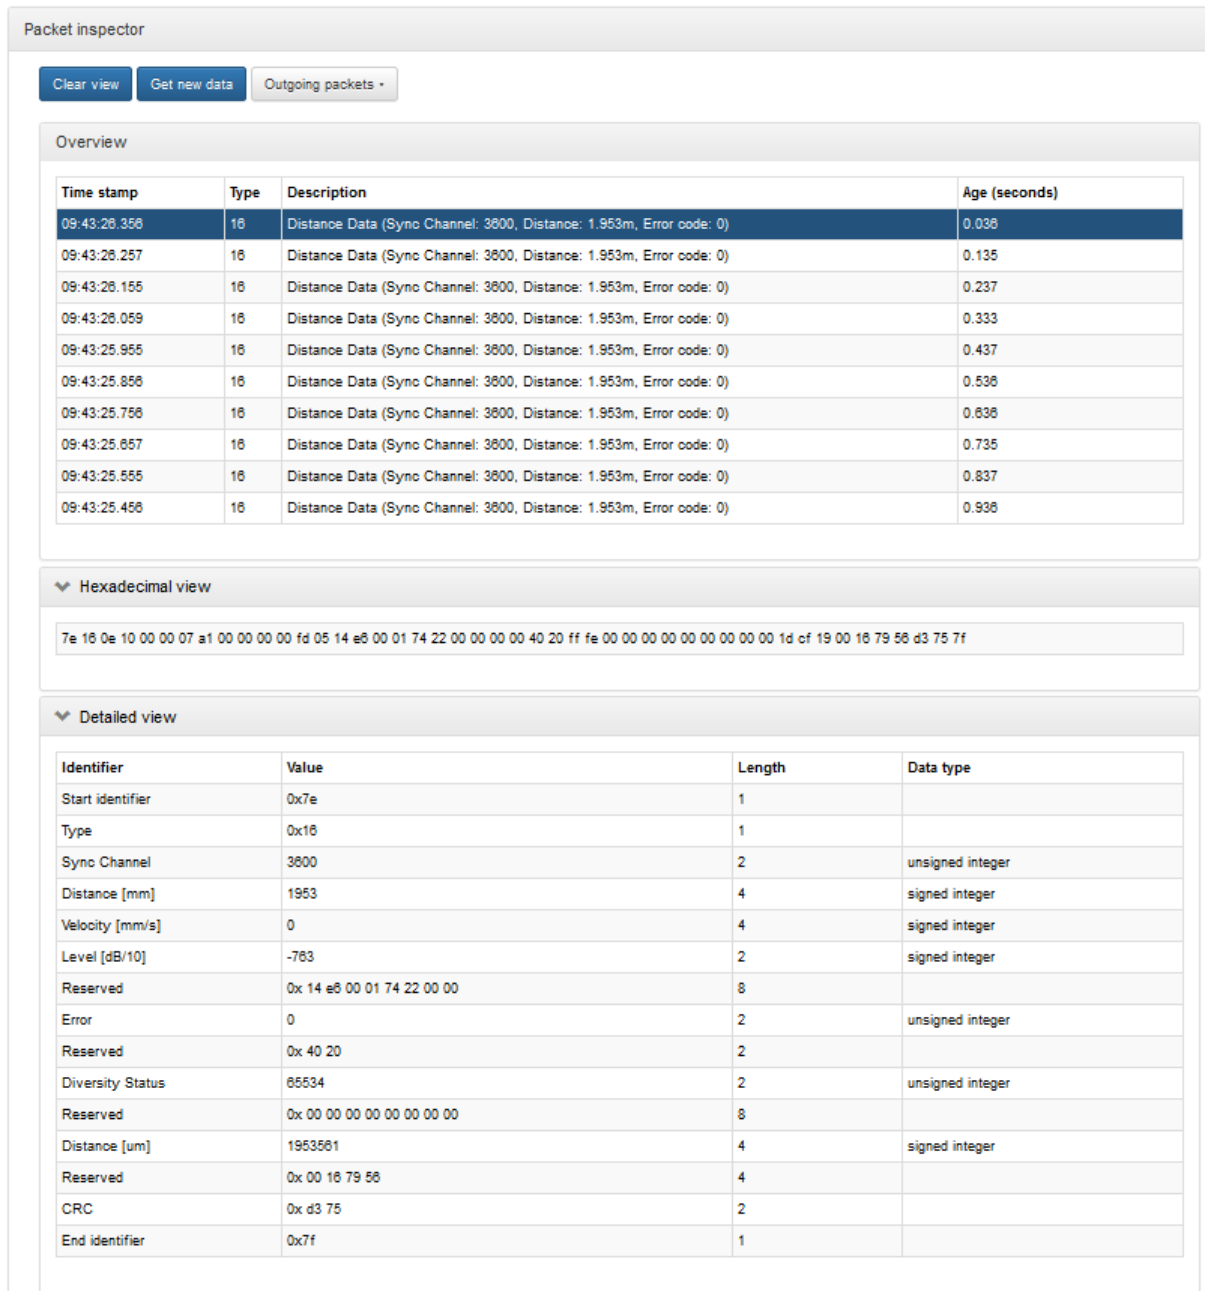 Packet inspector
Clear view Get new data Outgoing packets
Overview
Time stamp Type Description Age (seconds)
09:43:26.356 16 Distance Data (Sync Channel: 3600, Distance: 1.953m, Error code: 0) 0.036
09:43:26.257 16 Distance Data (Sync Channel: 3600, Distance: 1.953m, Error code: 0) 0.135
09:43:26.155 16 Distance Data (Sync Channel: 3600, Distance: 1.953m, Error code: 0) 0.237
09:43:26.059 16 Distance Data (Sync Channel: 3600, Distance: 1.953m, Error code: 0) 0.333
09:43:25.955 16 Distance Data (Sync Channel: 3600, Distance: 1.953m, Error code: 0) 0.437
09:43:25.856 16 Distance Data (Sync Channel: 3600, Distance: 1.953m, Error code: 0) 0.536
09:43:25.756 16 Distance Data (Sync Channel: 3600, Distance: 1.953m, Error code: 0) 0.636
09:43:25.657 16 Distance Data (Sync Channel: 3600, Distance: 1.953m, Error code: 0) 0.735
09:43:25.555 16 Distance Data (Sync Channel: 3600, Distance: 1.953m, Error code: 0) 0.837
09:43:25.456 16 Distance Data (Sync Channel: 3600, Distance: 1.953m, Error code: 0) 0.936
Hexadecimal view
7e 16 0e 10 00 00 07 a1 00 00 00 00 fd 05 14 e6 00 01 74 22 00 00 00 00 40 20 ff fe 00 00 00 00 00 00 00 00 00 1d cf 19 00 16 79 56 d3 75 7f
Detailed view
Identifier Value Length Data type
Start identifier 0x7e 1
Type 0x16 1
Sync Channel 3600 2 unsigned integer
Distance [mm] 1953 4 signed integer
Velocity [mm/s] 0 4 signed integer
Level [dB/10] -763 2 signed integer
Reserved 0x 14 e6 00 01 74 22 00 00 8
Error 0 2 unsigned integer
Reserved 0x 40 20 2
Diversity Status 65534 2 unsigned integer
Reserved 0x 00 00 00 00 00 00 00 00 8
Distance [um] 1953561 4 signed integer
Reserved 0x 00 16 79 56 4
CRC 0x d3 75 2
End identifier 0x7f 1